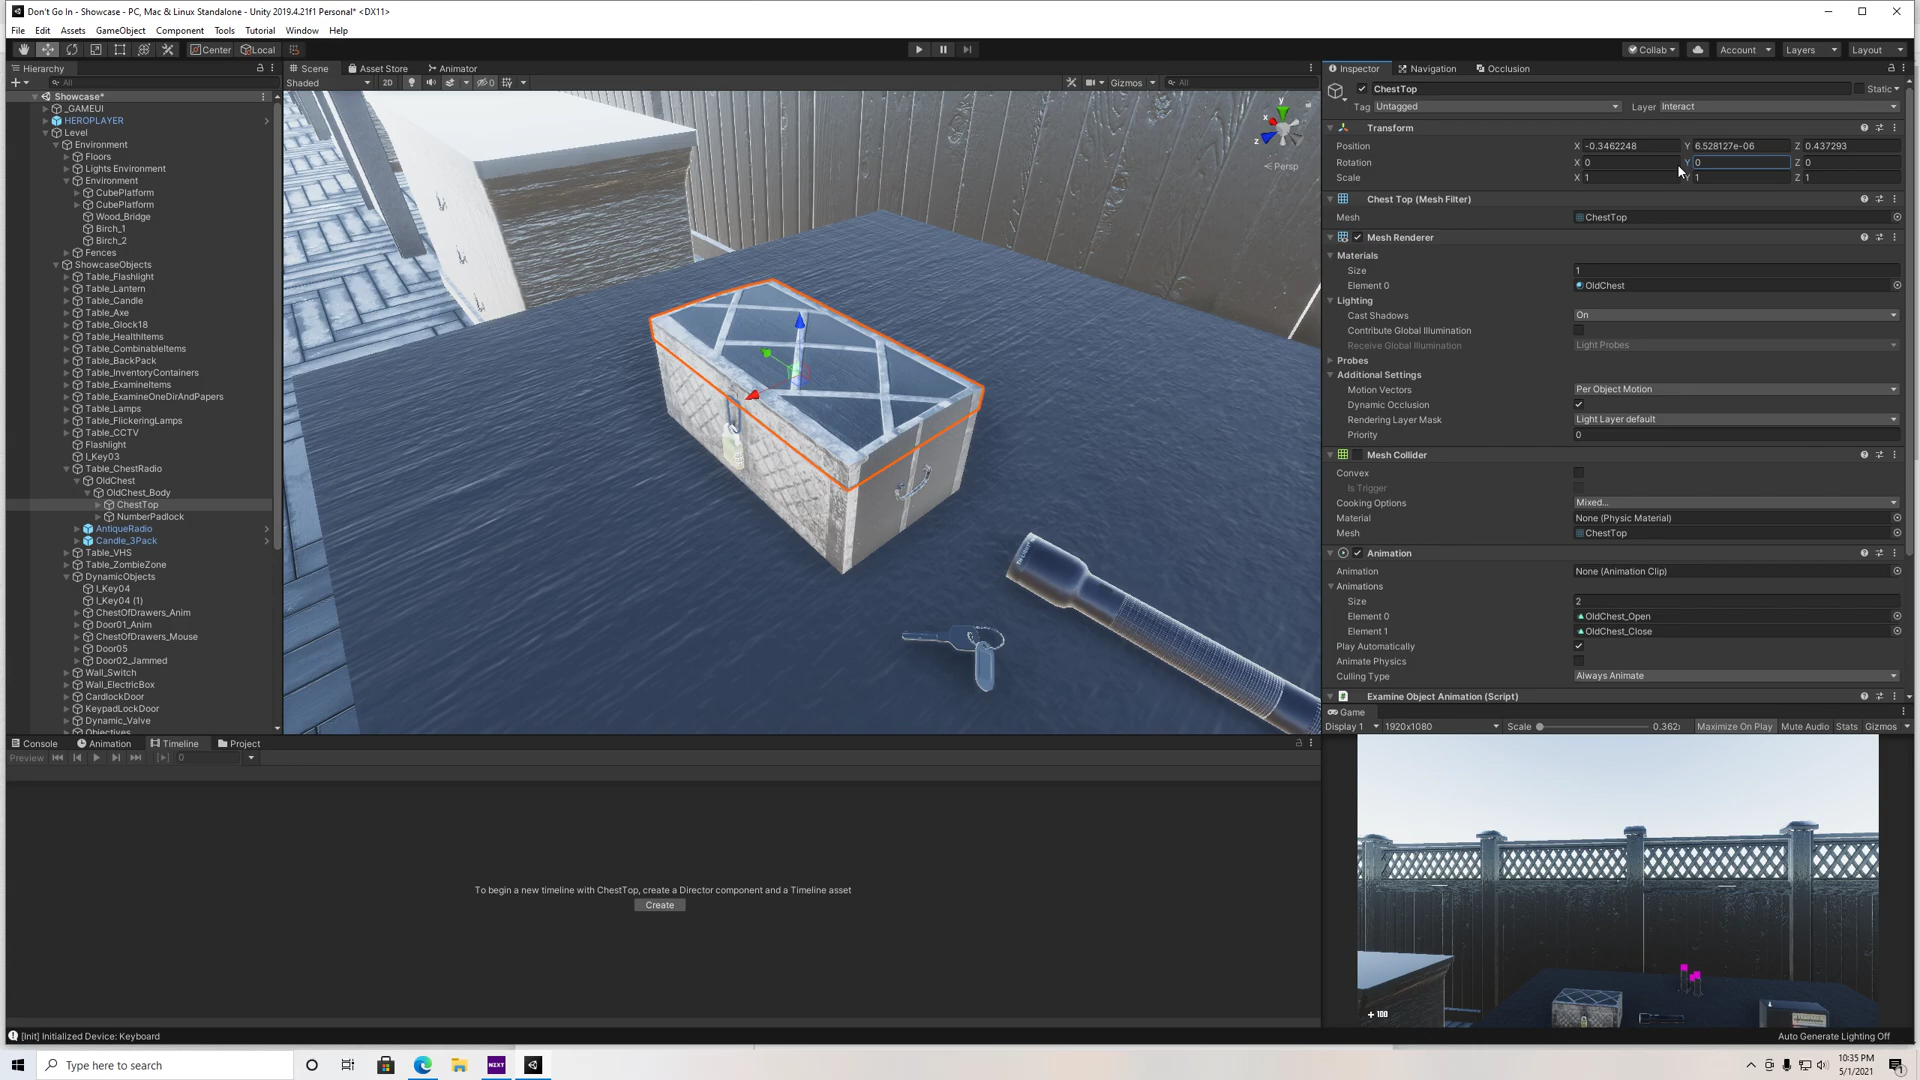 Don't Go In - Showcase - PC, Mac & Linux Standalone - Unity 2019.4.21f1 Personal* <DX11>
File Edit Assets GameObject Component Tools Tutorial Window Help
Center Local Collab Account Layers Layout
Hierarchy
All
Showcase*
_GAMEUI
HEROPLAYER
Level
Environment
Floors
Lights Environment
Environment
CubePlatform
CubePlatform
Wood_Bridge
Birch_1
Birch_2
Fences
ShowcaseObjects
Table_Flashlight
Table_Lantern
Table_Candle
Table_Axe
Table_Glock18
Table_HealthItems
Table_CombinableItems
Table_BackPack
Table_InventoryContainers
Table_ExamineItems
Table_ExamineOneDirAndPapers
Table_Lamps
Table_FlickeringLamps
Table_CCTV
Flashlight
I_Key03
Table_ChestRadio
OldChest
OldChest_Body
ChestTop
NumberPadlock
AntiqueRadio
Candle_3Pack
Table_VHS
Table_ZombieZone
DynamicObjects
I_Key04
I_Key04 (1)
ChestOfDrawers_Anim
Door01_Anim
ChestOfDrawers_Mouse
Door05
Door02_Jammed
Wall_Switch
Wall_ElectricBox
CardlockDoor
KeypadLockDoor
Dynamic_Valve
Objectives
Scene Asset Store Animator
Shaded 2D 0 Gizmos All
y
x
z
Persp
Inspector Navigation Occlusion
ChestTop Static
Tag Untagged Layer Interact
Transform
Position X -0.3462248 Y 6.528127e-06 Z 0.437293
Rotation X 0 Y 0 Z 0
Scale X 1 Y 1 Z 1
Chest Top (Mesh Filter)
Mesh ChestTop
Mesh Renderer
Materials
Size 1
Element 0 OldChest
Lighting
Cast Shadows On
Contribute Global Illumination
Receive Global Illumination Light Probes
Probes
Additional Settings
Motion Vectors Per Object Motion
Dynamic Occlusion
Rendering Layer Mask Light Layer default
Priority 0
Mesh Collider
Convex
Is Trigger
Cooking Options Mixed...
Material None (Physic Material)
Mesh ChestTop
Animation
Animation None (Animation Clip)
Animations
Size 2
Element 0 OldChest_Open
Element 1 OldChest_Close
Play Automatically
Animate Physics
Culling Type Always Animate
Examine Object Animation (Script)
Game
Display 1 1920x1080 Scale 0.362 Maximize On Play Mute Audio Stats Gizmos
+ 100
Console Animation Timeline Project
Preview 0
To begin a new timeline with ChestTop, create a Director component and a Timeline asset
Create
[Init] Initialized Device: Keyboard
Auto Generate Lighting Off
Type here to search
NEXT
10:35 PM
5/1/2021